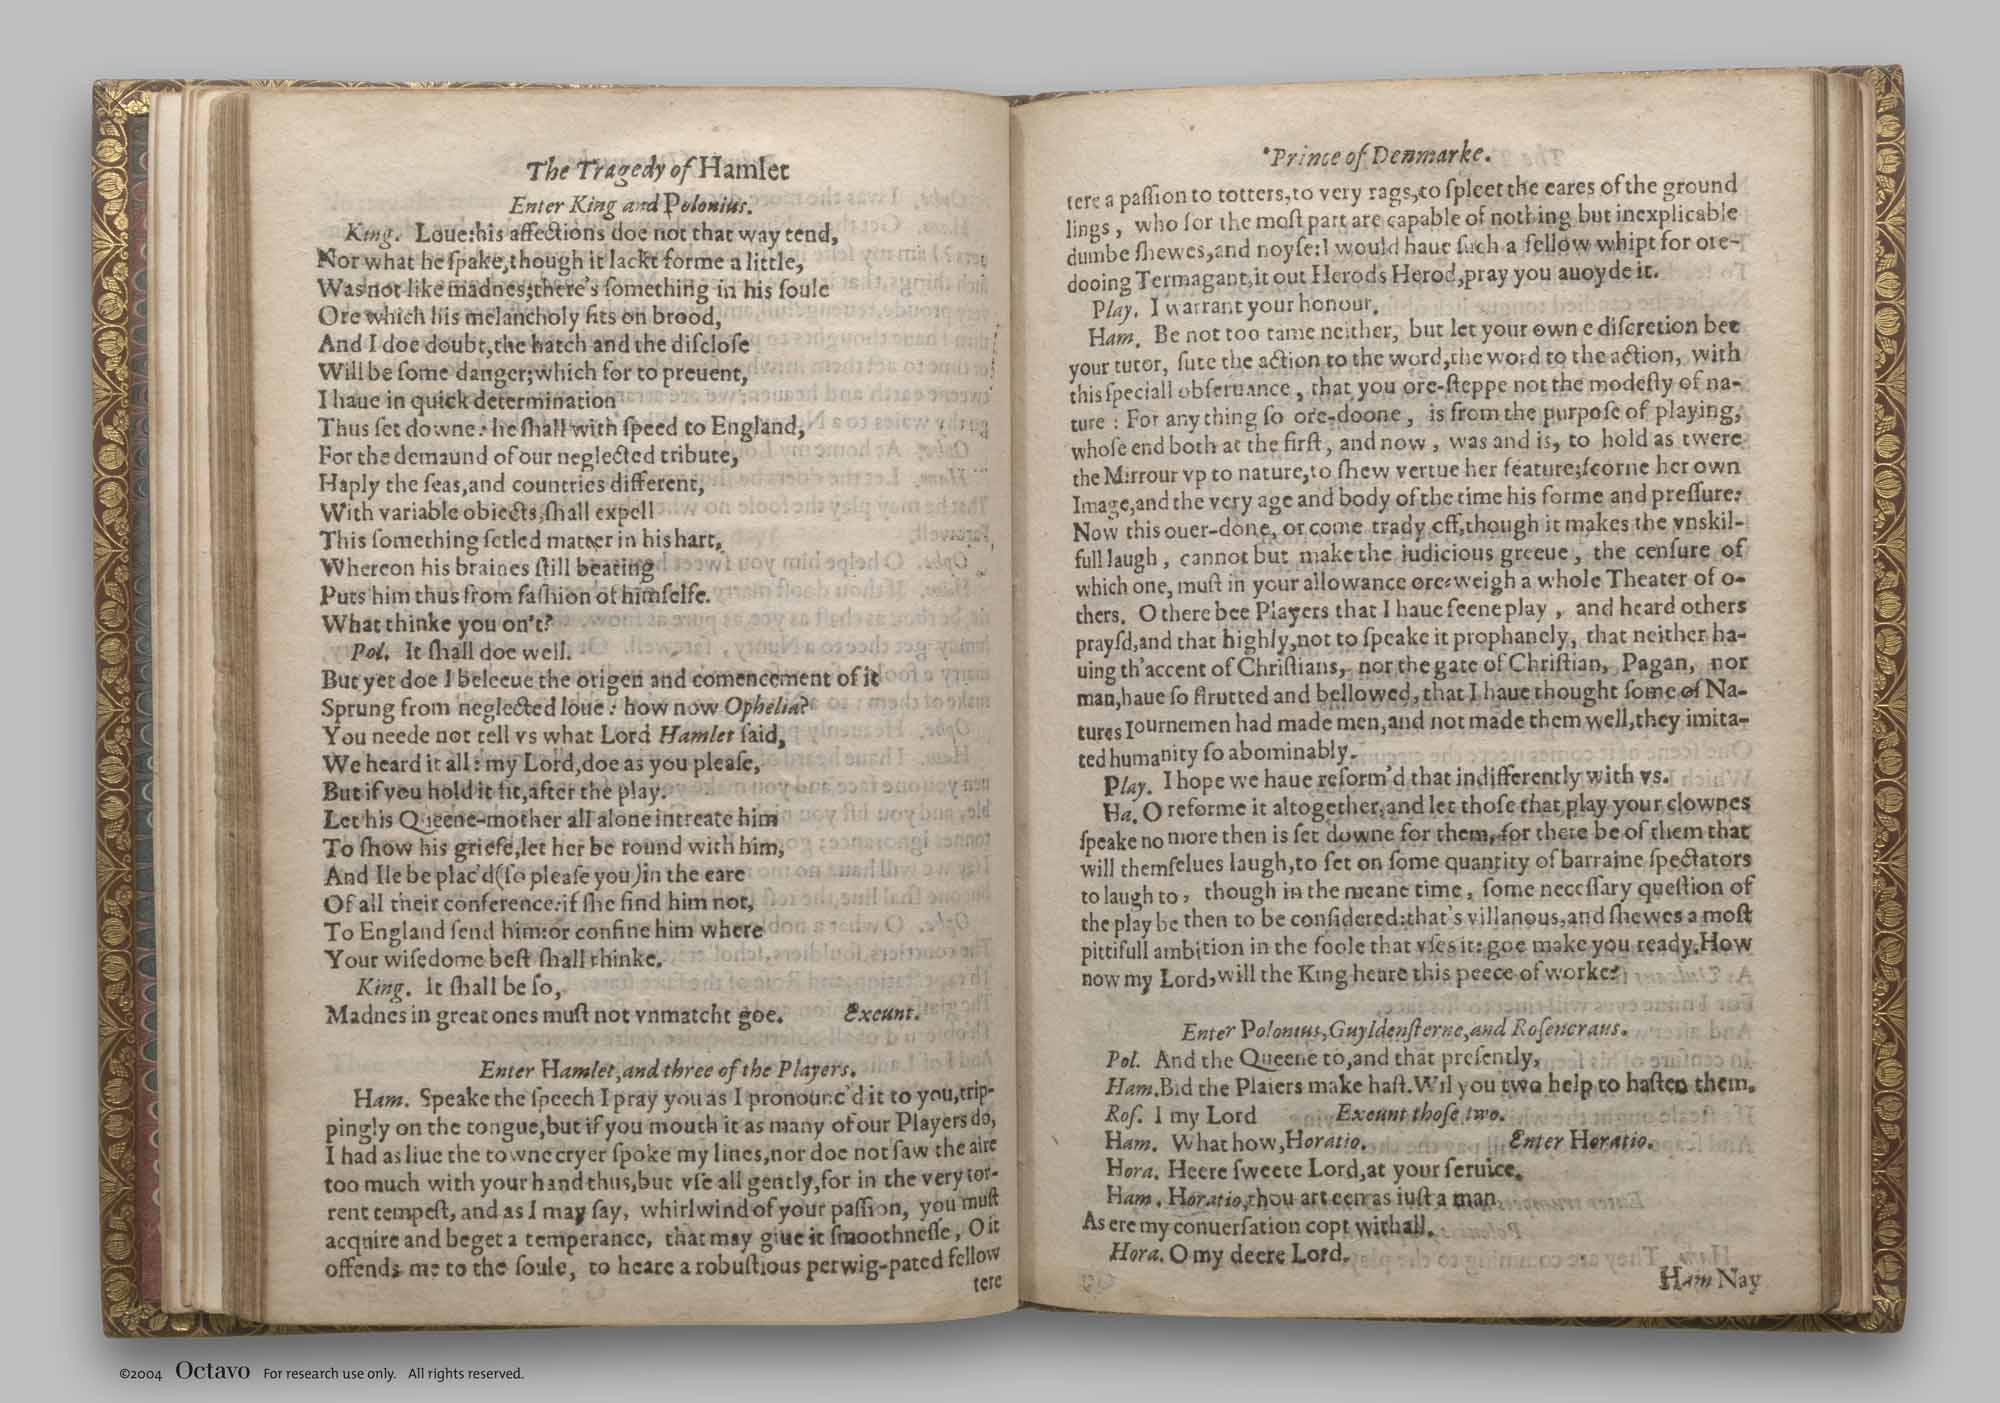 The Tragedy of Hamlet
Enter King and Polonius.
King. Loue: his affections doe not that way tend,
Nor what he ſpake,though it lackt forme a little,
Was not like madnes;there's ſomething in his ſoule
Ore which his melancholy ſits on brood,
And I doe doubt,the hatch and the diſcloſe
Will be ſome danger;which for to preuent,
I haue in quick determination
Thus ſet downe: he ſhall with ſpeed to England,
For the demaund of our neglected tribute,
Haply the ſeas,and countries different,
With variable obiects,ſhall expell
This ſomething ſetled matter in his hart,
Whereon his braines ſtill beating
Puts him thus from faſhion of himſelfe.
What thinke you on't?
Pol. It ſhall doe well.
But yet doe I beleeue the origen and comencement of it
Sprung from neglected loue: how now Ophelia?
You neede not tell vs what Lord Hamlet ſaid,
We heard it all: my Lord,doe as you pleaſe,
But if you hold it fit,after the play.
Let his Queene-mother all alone intreate him
To ſhow his griefe,let her be round with him,
And Ile be plac'd(ſo pleaſe you)in the eare
Of all their conference:if ſhe find him not,
To England ſend him:or confine him where
Your wiſedome beſt ſhall thinke.
King. It ſhall be ſo,
Madnes in great ones muſt not vnmatcht goe. Exeunt.
Enter Hamlet,and three of the Players.
Ham. Speake the ſpeech I pray you as I pronounc'd it to you,trip-
pingly on the tongue,but if you mouth it as many of our Players do,
I had as liue the towne cryer ſpoke my lines,nor doe not ſaw the aire
too much with your hand thus,but vſe all gently,for in the very tor-
rent tempeſt, and as I may ſay, whirlwind of your paſſion, you muſt
acquire and beget a temperance, that may giue it ſmoothneſſe, O it
offends me to the ſoule, to heare a robuſtious perwig-pated fellow
tere
Prince of Denmarke.
tere a paſſion to totters,to very rags,to ſpleet the eares of the ground
lings, who for the moſt part are capable of nothing but inexplicable
dumbe ſhewes,and noyſe:I would haue ſuch a fellow whipt for ore-
dooing Termagant,it out Herods Herod,pray you auoyde it.
Play. I warrant your honour.
Ham. Be not too tame neither, but let your owne diſcretion bee
your tutor, ſute the action to the word,the word to the action, with
this ſpeciall obſeruance, that you ore-ſteppe not the modeſty of na-
ture: For any thing ſo ore-doone, is from the purpoſe of playing,
whoſe end both at the firſt, and now, was and is, to hold as twere
the Mirrour vp to nature,to ſhew vertue her feature;ſcorne her own
Image,and the very age and body of the time his forme and preſſure:
Now this ouer-done, or come trady off,though it makes the vnskil-
full laugh, cannot but make the iudicious greeue, the cenſure of
which one, muſt in your allowance ore-weigh a whole Theater of o-
thers. O there bee Players that I haue ſeene play, and heard others
prayſd,and that highly,not to ſpeake it prophanely, that neither ha-
uing th'accent of Chriſtians, nor the gate of Chriſtian, Pagan, nor
man,haue ſo ſtrutted and bellowed, that I haue thought ſome of Na-
tures Iournemen had made men,and not made them well,they imita-
ted humanity ſo abominably.
Play. I hope we haue reform'd that indifferently with vs.
Ha. O reforme it altogether,and let thoſe that play your clownes
ſpeake no more then is ſet downe for them,for there be of them that
will themſelues laugh,to ſet on ſome quantity of barraine ſpectators
to laugh to, though in the meane time, ſome neceſſary queſtion of
the play be then to be conſidered:that's villanous,and ſhewes a moſt
pittifull ambition in the foole that vſes it: goe make you ready.How
now my Lord,will the King heare this peece of worke?
Enter Polonius,Guyldenſterne,and Roſencraus.
Pol. And the Queene to,and that preſently,
Ham.Bid the Plaiers make haſt.Wil you two help to haſten them.
Roſ. I my Lord Exeunt thoſe two.
Ham. What how,Horatio. Enter Horatio.
Hora. Heere ſweete Lord,at your ſeruice.
Ham. Horatio,thou art een as iuſt a man
As ere my conuerſation copt withall.
Hora. O my deere Lord.
Ham Nay
©2004 Octavo For research use only. All rights reserved.